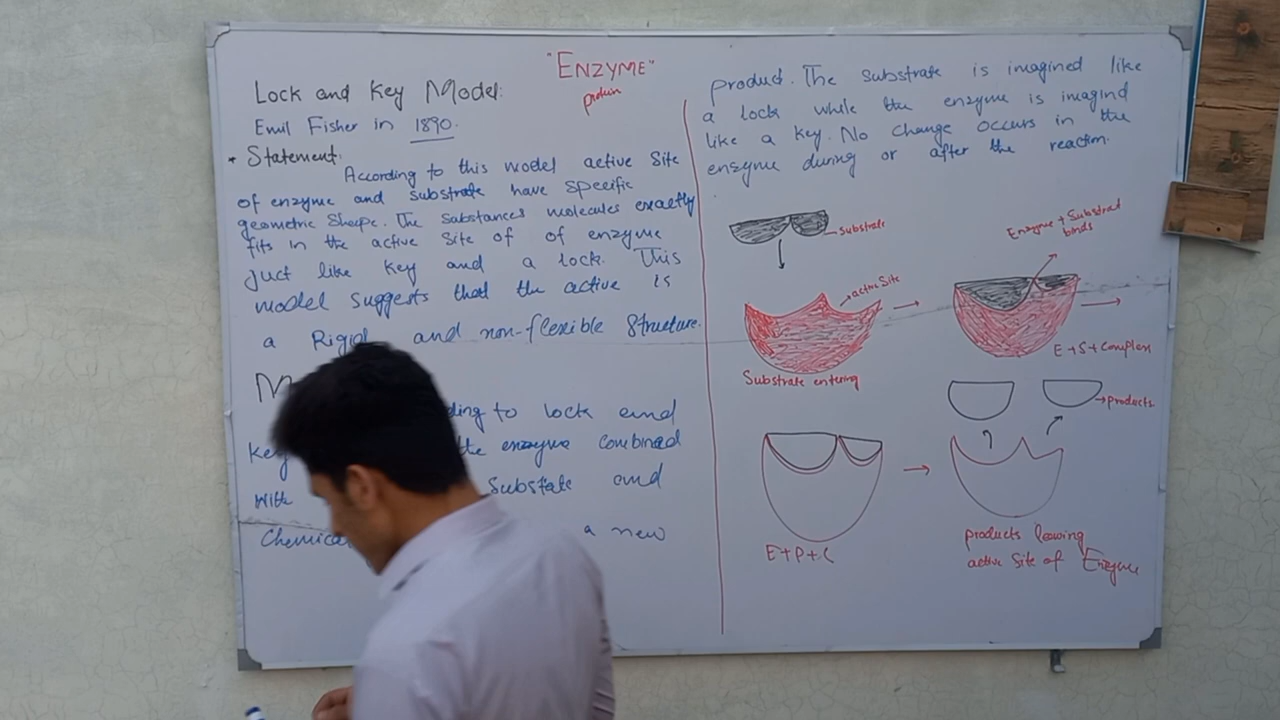 "ENZYME"
protein
Lock and Key Model:
Emil Fisher in 1890.
* Statement:
According to this model active Site
of enzyme and substrate have specific
geometric Shape. The Substances molecules exactly
fits in the active Site of of enzyme
Just like Key and a lock. This
model suggests that the active is
a Rigid and non-flexible Structure.
to lock and
the enzyme combined
with Substate and
a new
product. The substrate is imagined like
a lock while the enzyme is imagind
like a key. No change occurs in the
enzyme during or after the reaction.
substrate
active Site
Substrate entering
Enzyme + Substrad
binds
E+S+Complex
E+P+C
products
products leaving
active Site of Enzyme